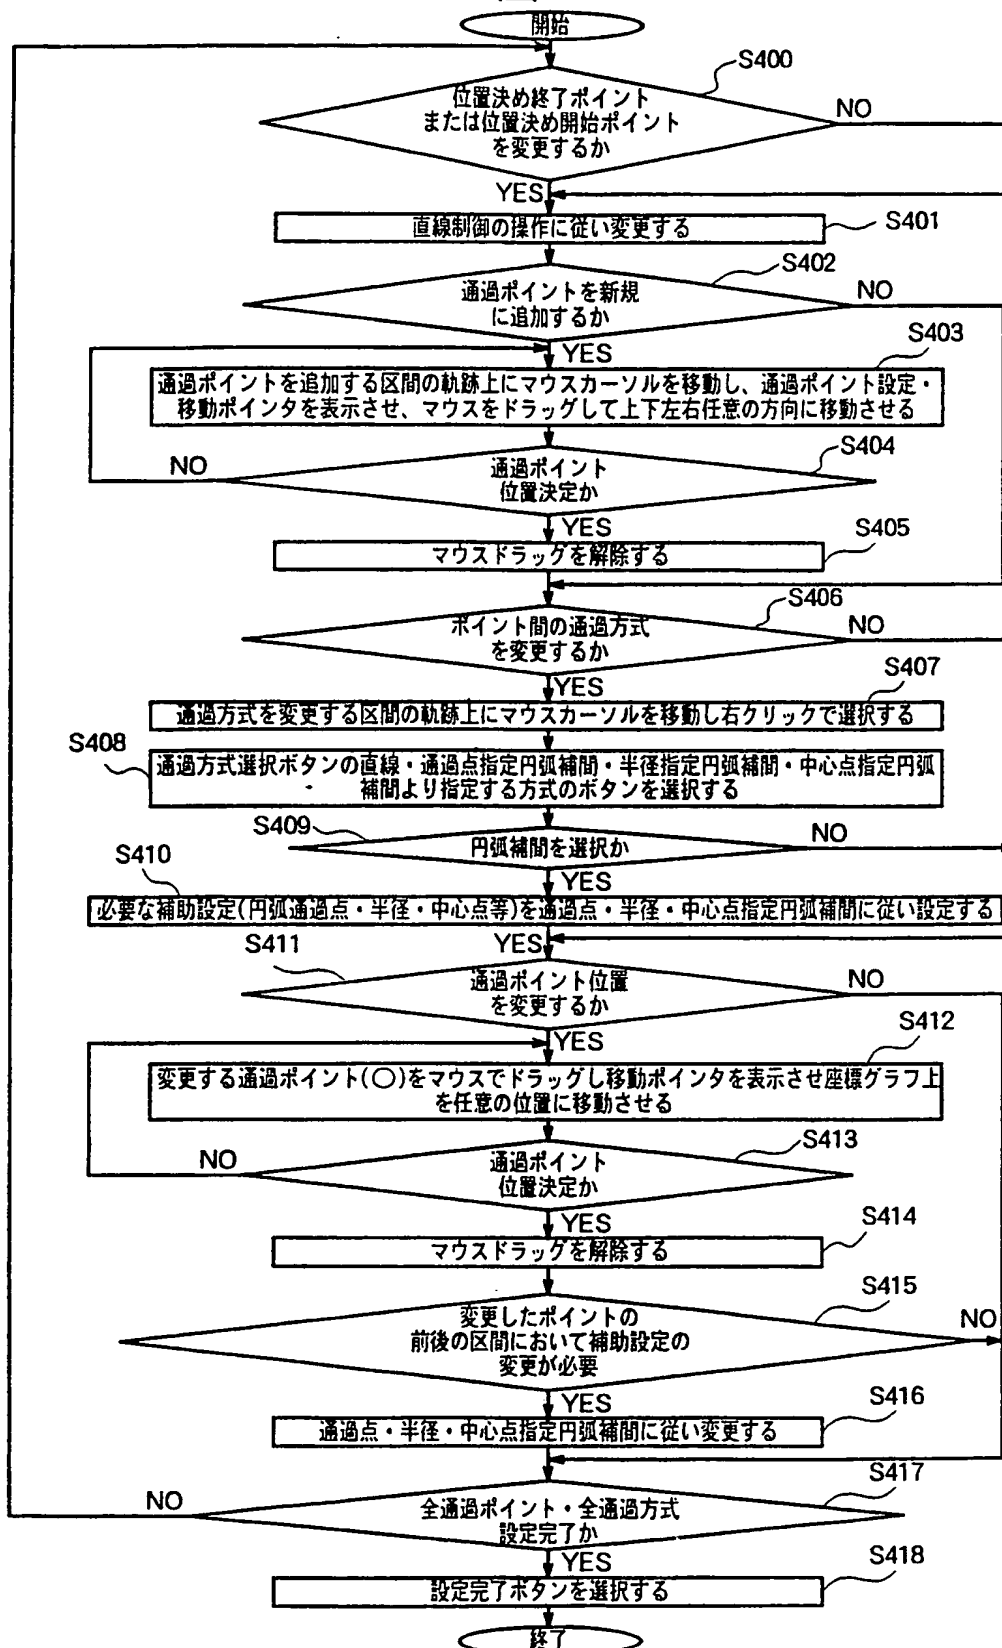 開始
S400
位置決め終了ポイント
または位置決め開始ポイント
を変更するか
NO
YES
直線制御の操作に従い変更する
S401
S402
通過ポイントを新規
に追加するか
NO
YES
S403
通過ポイントを追加する区間の軌跡上にマウスカーソルを移動し、通過ポイント設定・
移動ポインタを表示させ、マウスをドラッグして上下左右任意の方向に移動させる
S404
NO
通過ポイント
位置決定か
YES
S405
マウスドラッグを解除する
S406
ポイント間の通過方式
を変更するか
NO
YES
S407
通過方式を変更する区間の軌跡上にマウスカーソルを移動し右クリックで選択する
S408
通過方式選択ボタンの直線・通過点指定円弧補間・半径指定円弧補間・中心点指定円弧
補間より指定する方式のボタンを選択する
S409
円弧補間を選択か
NO
YES
S410
必要な補助設定(円弧通過点・半径・中心点等)を通過点・半径・中心点指定円弧補間に従い設定する
YES
S411
通過ポイント位置
を変更するか
NO
YES
S412
変更する通過ポイント(○)をマウスでドラッグし移動ポインタを表示させ座標グラフ上
を任意の位置に移動させる
S413
NO
通過ポイント
位置決定か
YES
S414
マウスドラッグを解除する
S415
変更したポイントの
前後の区間において補助設定の
変更が必要
NO
YES
S416
通過点・半径・中心点指定円弧補間に従い変更する
S417
NO
全通過ポイント・全通過方式
設定完了か
YES
S418
設定完了ボタンを選択する
終了